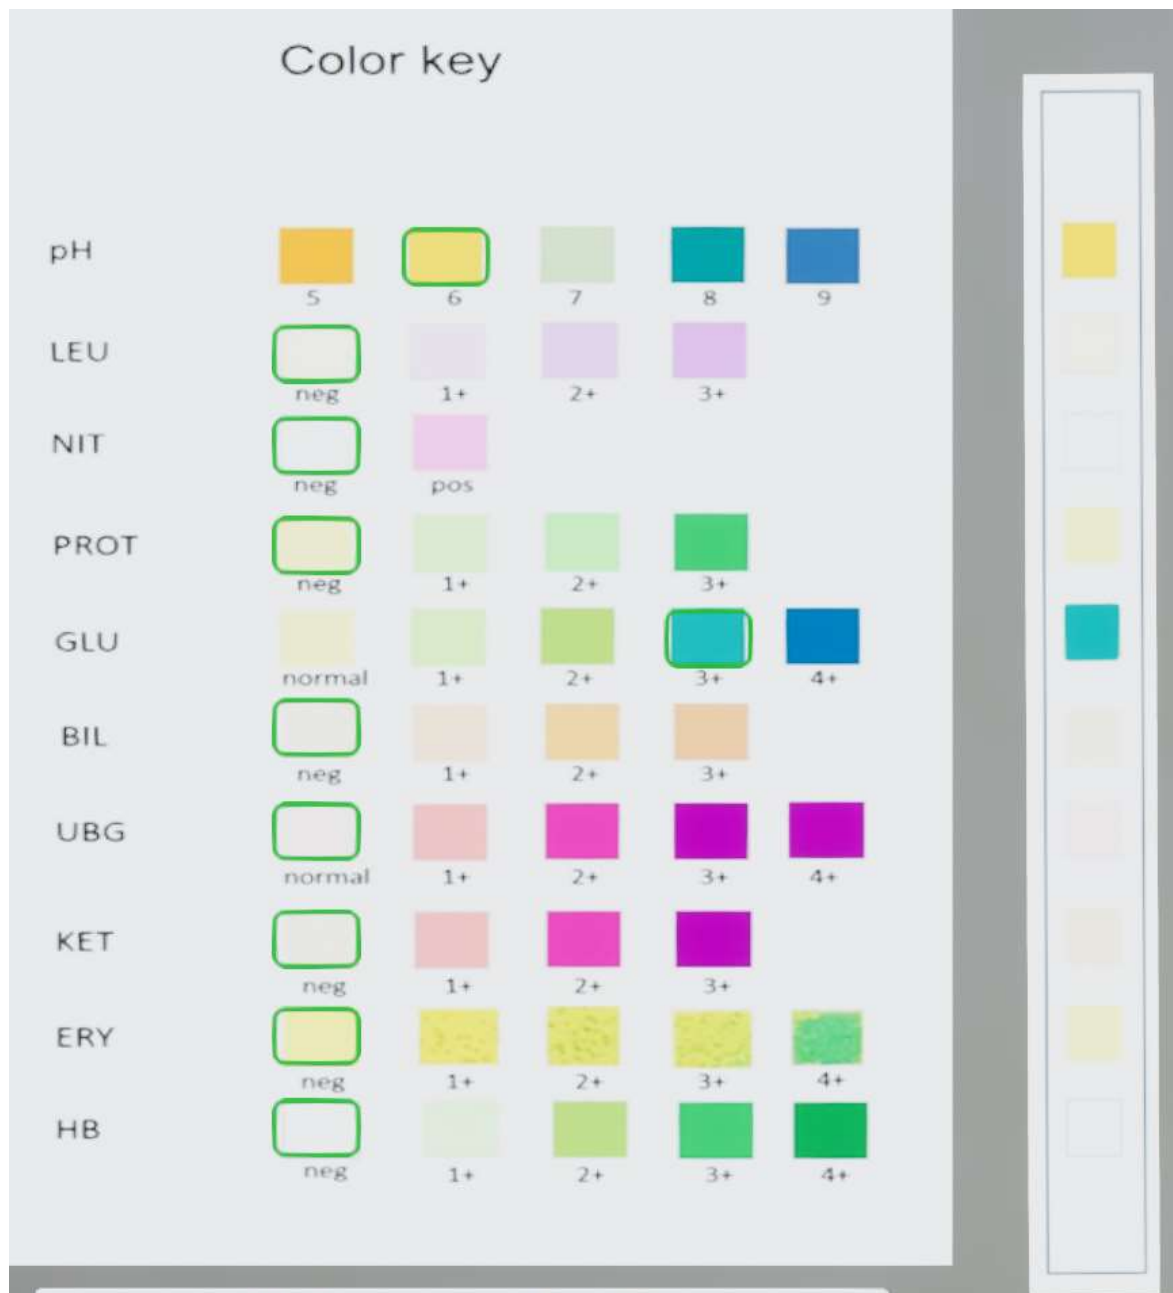 Color key
pH
5 6 7 8 9
LEU
neg 1+ 2+ 3+
NIT
neg pos
PROT
neg 1+ 2+ 3+
GLU
normal 1+ 2+ 3+ 4+
BIL
neg 1+ 2+ 3+
UBG
normal 1+ 2+ 3+ 4+
KET
neg 1+ 2+ 3+
ERY
neg 1+ 2+ 3+ 4+
HB
neg 1+ 2+ 3+ 4+